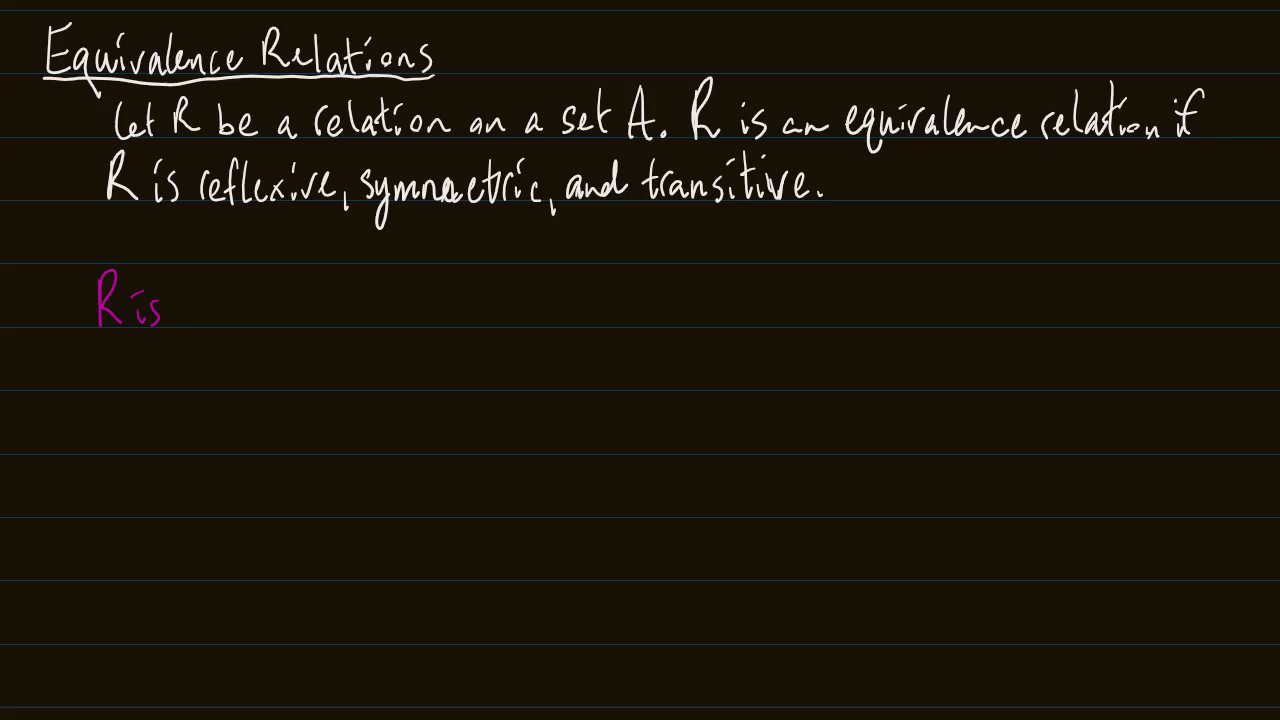 Equivalence Relations
Let R be a relation on a set A. R is an equivalence relation if
R is reflexive, symmetric, and transitive.
R is